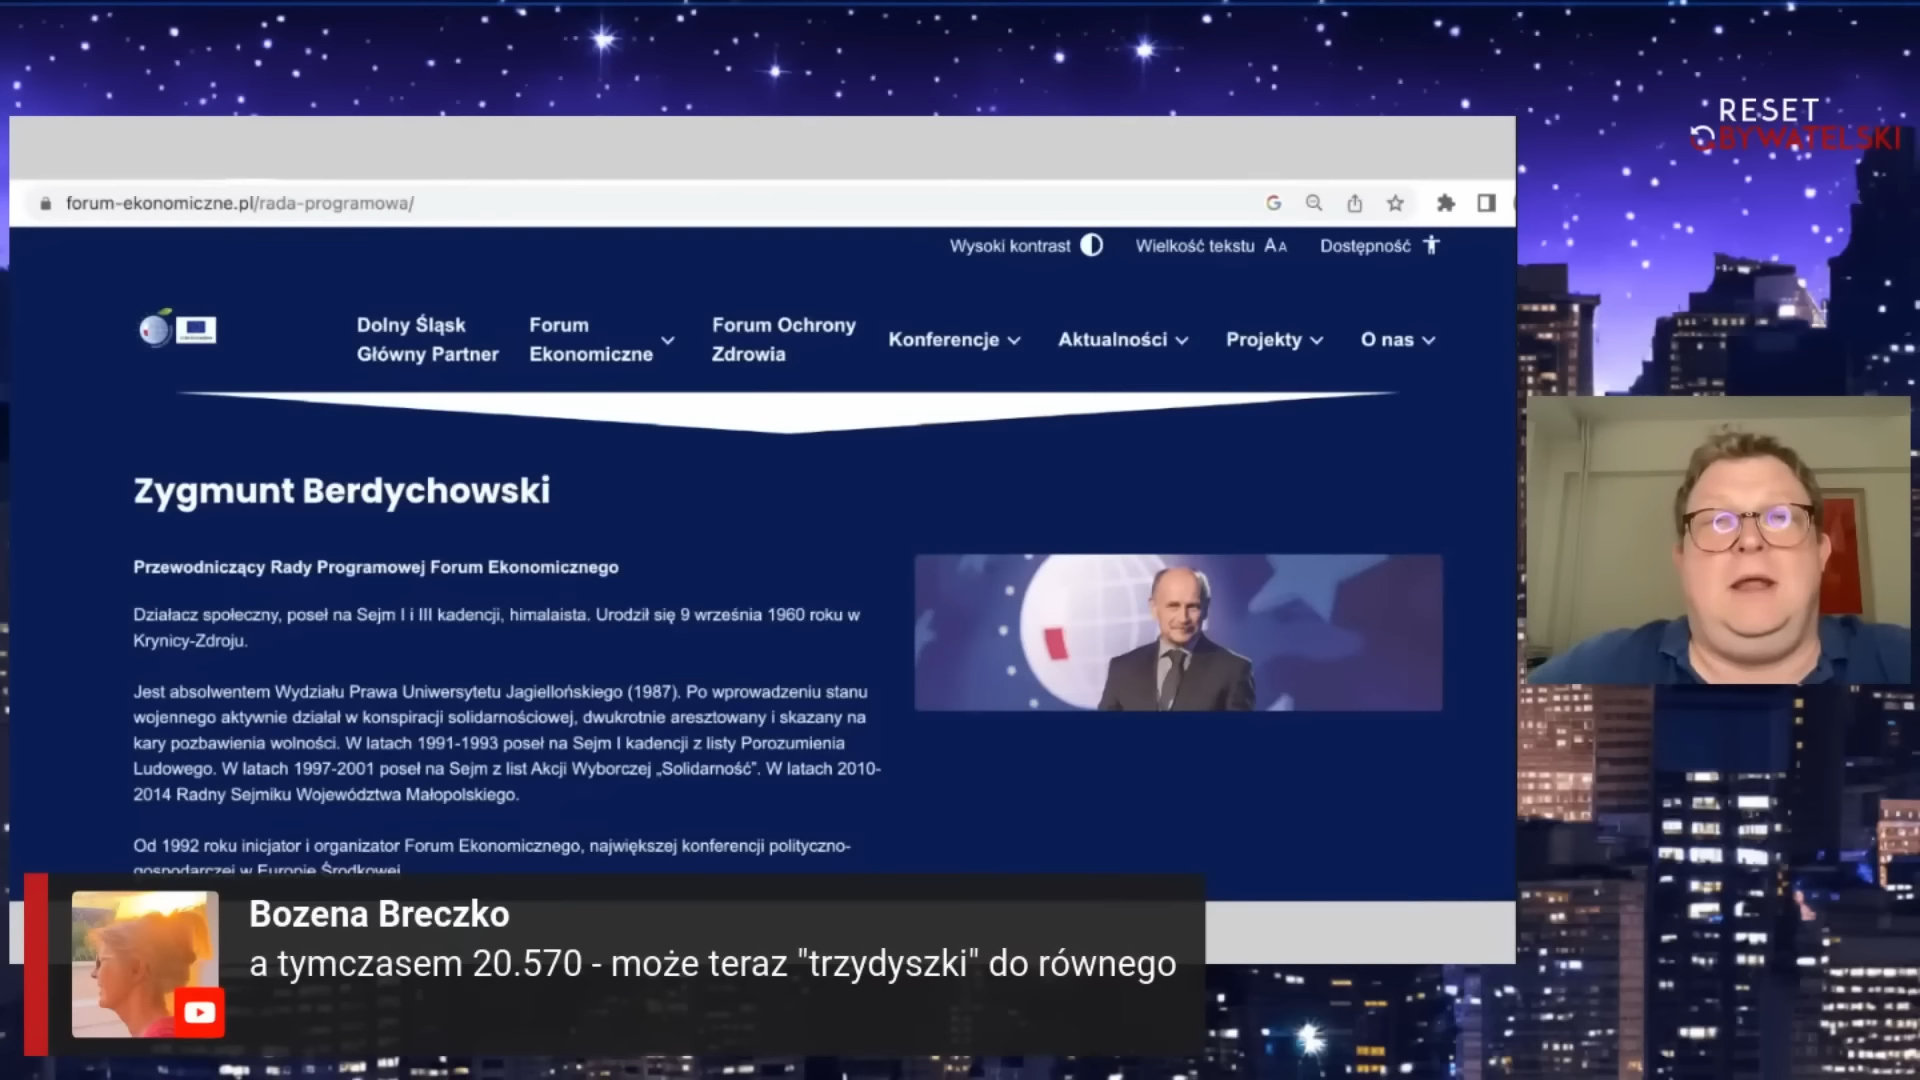 RESET
OBYWATELSKI
forum-ekonomiczne.pl/rada-programowa/
Wysoki kontrast
Wielkość tekstu AA
Dostępność
Dolny Śląsk
Główny Partner
Forum
Ekonomiczne
Forum Ochrony
Zdrowia
Konferencje
Aktualności
Projekty
O nas
Zygmunt Berdychowski
Przewodniczący Rady Programowej Forum Ekonomicznego
Działacz społeczny, poseł na Sejm I i III kadencji, himalaista. Urodził się 9 września 1960 roku w
Krynicy-Zdroju.
Jest absolwentem Wydziału Prawa Uniwersytetu Jagiellońskiego (1987). Po wprowadzeniu stanu
wojennego aktywnie działał w konspiracji solidarnościowej, dwukrotnie aresztowany i skazany na
kary pozbawienia wolności. W latach 1991-1993 poseł na Sejm I kadencji z listy Porozumienia
Ludowego. W latach 1997-2001 poseł na Sejm z list Akcji Wyborczej „Solidarność”. W latach 2010-
2014 Radny Sejmiku Województwa Małopolskiego.
Od 1992 roku inicjator i organizator Forum Ekonomicznego, największej konferencji polityczno-
gospodarczej w Europie Środkowej
Bozena Breczko
a tymczasem 20.570 - może teraz "trzydyszki" do równego